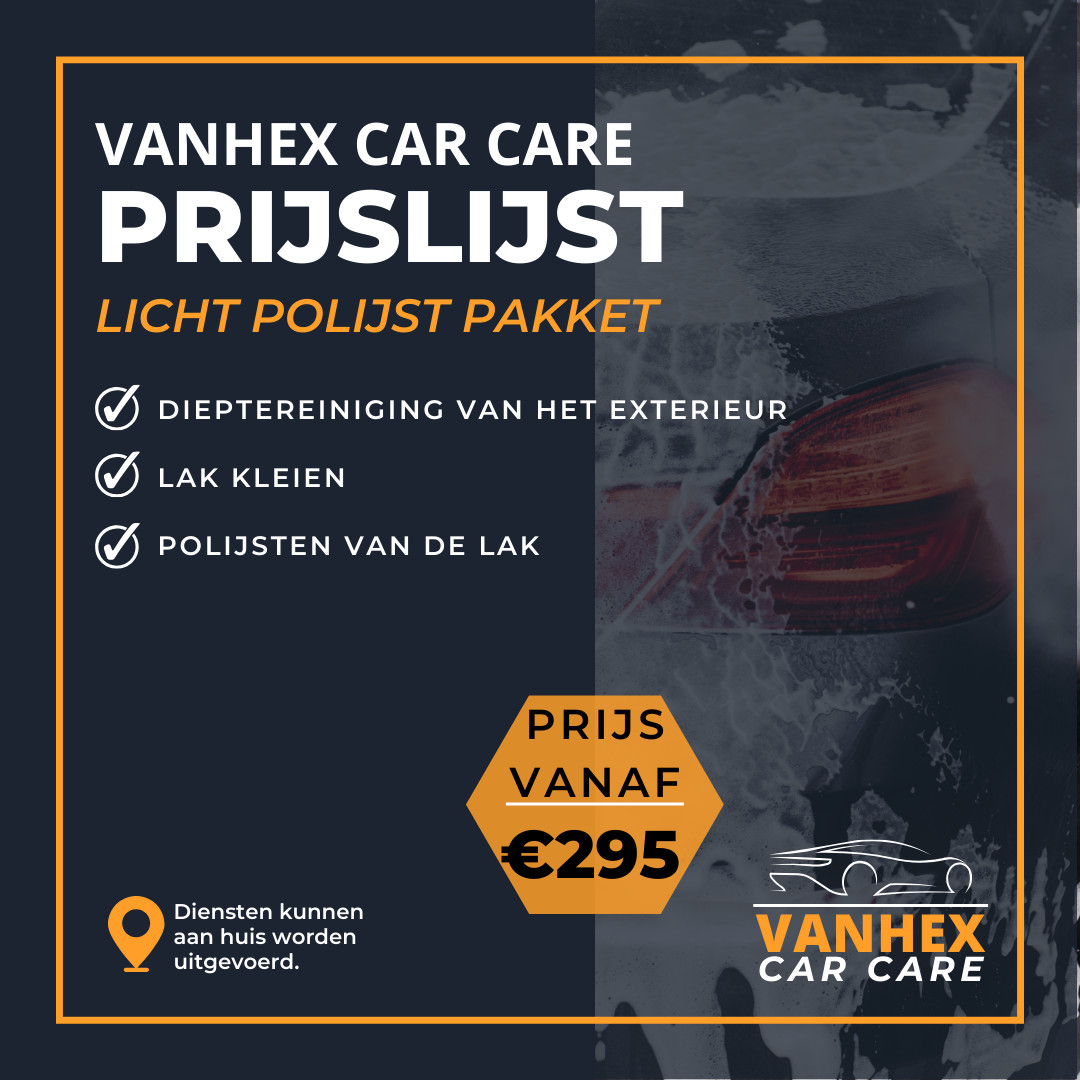 VANHEX CAR CARE
PRIJSLIJST
LICHT POLIJST PAKKET
DIEPTEREINIGING VAN HET EXTERIEUR
LAK KLEIEN
POLIJSTEN VAN DE LAK
PRIJS
VANAF
€295
Diensten kunnen
aan huis worden
uitgevoerd.
VANHEX
CAR CARE